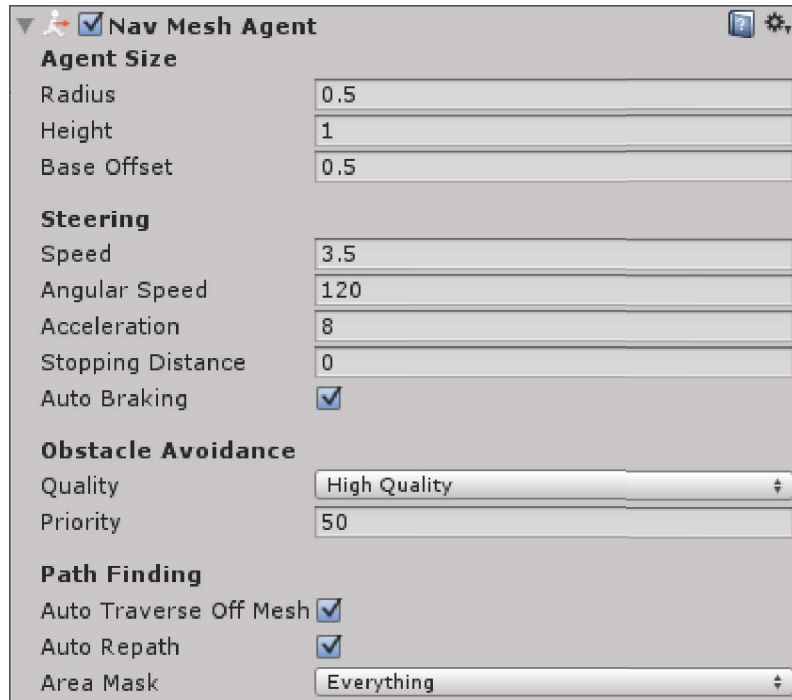 Nav Mesh Agent
Agent Size
Radius 0.5
Height 1
Base Offset 0.5
Steering
Speed 3.5
Angular Speed 120
Acceleration 8
Stopping Distance 0
Auto Braking
Obstacle Avoidance
Quality High Quality
Priority 50
Path Finding
Auto Traverse Off Mesh
Auto Repath
Area Mask Everything